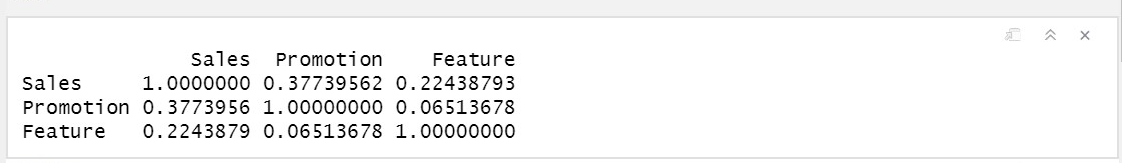 Sales Promotion Feature
Sales 1.0000000 0.37739562 0.22438793
Promotion 0.3773956 1.00000000 0.06513678
Feature 0.2243879 0.06513678 1.00000000